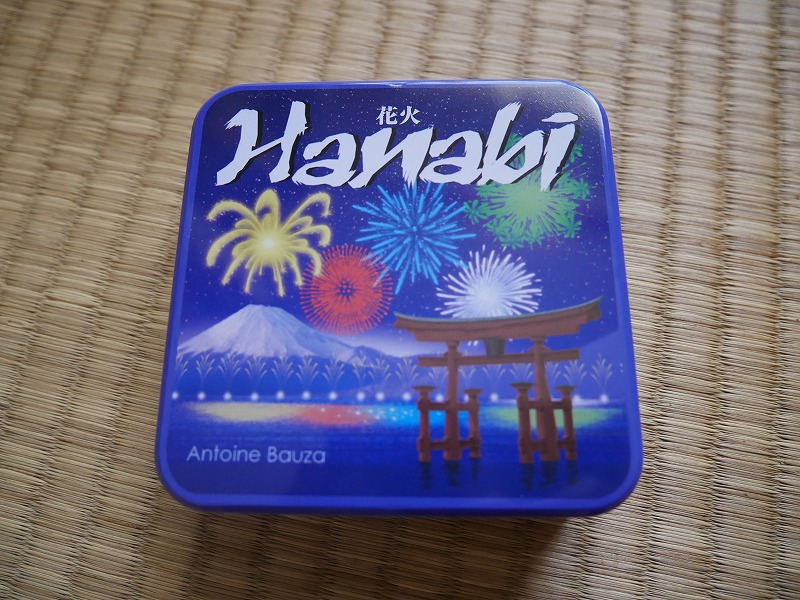 花火
Hanabi
Antoine Bauza